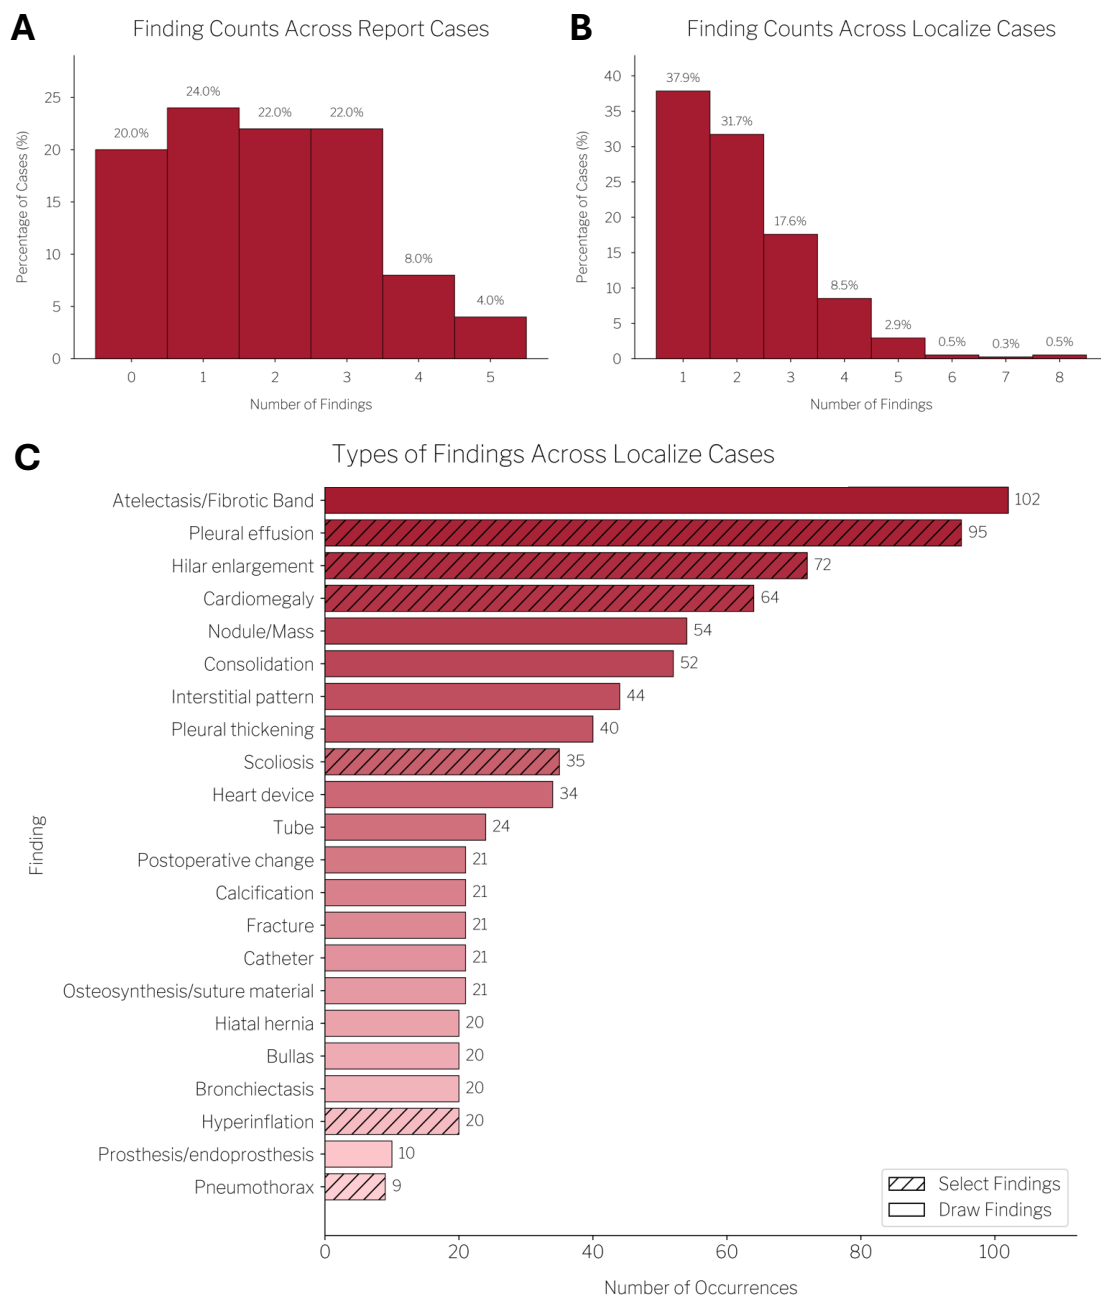 A
Finding Counts Across Report Cases
Percentage of Cases (%)
25
20
15
10
5
0
20.0%
24.0%
22.0%
22.0%
8.0%
4.0%
0 1 2 3 4 5
Number of Findings
B
Finding Counts Across Localize Cases
Percentage of Cases (%)
40
35
30
25
20
15
10
5
0
37.9%
31.7%
17.6%
8.5%
2.9%
0.5%
0.3%
0.5%
1 2 3 4 5 6 7 8
Number of Findings
C
Types of Findings Across Localize Cases
Finding
Atelectasis/Fibrotic Band 102
Pleural effusion 95
Hilar enlargement 72
Cardiomegaly 64
Nodule/Mass 54
Consolidation 52
Interstitial pattern 44
Pleural thickening 40
Scoliosis 35
Heart device 34
Tube 24
Postoperative change 21
Calcification 21
Fracture 21
Catheter 21
Osteosynthesis/suture material 21
Hiatal hernia 20
Bullas 20
Bronchiectasis 20
Hyperinflation 20
Prosthesis/endoprosthesis 10
Pneumothorax 9
Select Findings
Draw Findings
0 20 40 60 80 100
Number of Occurrences